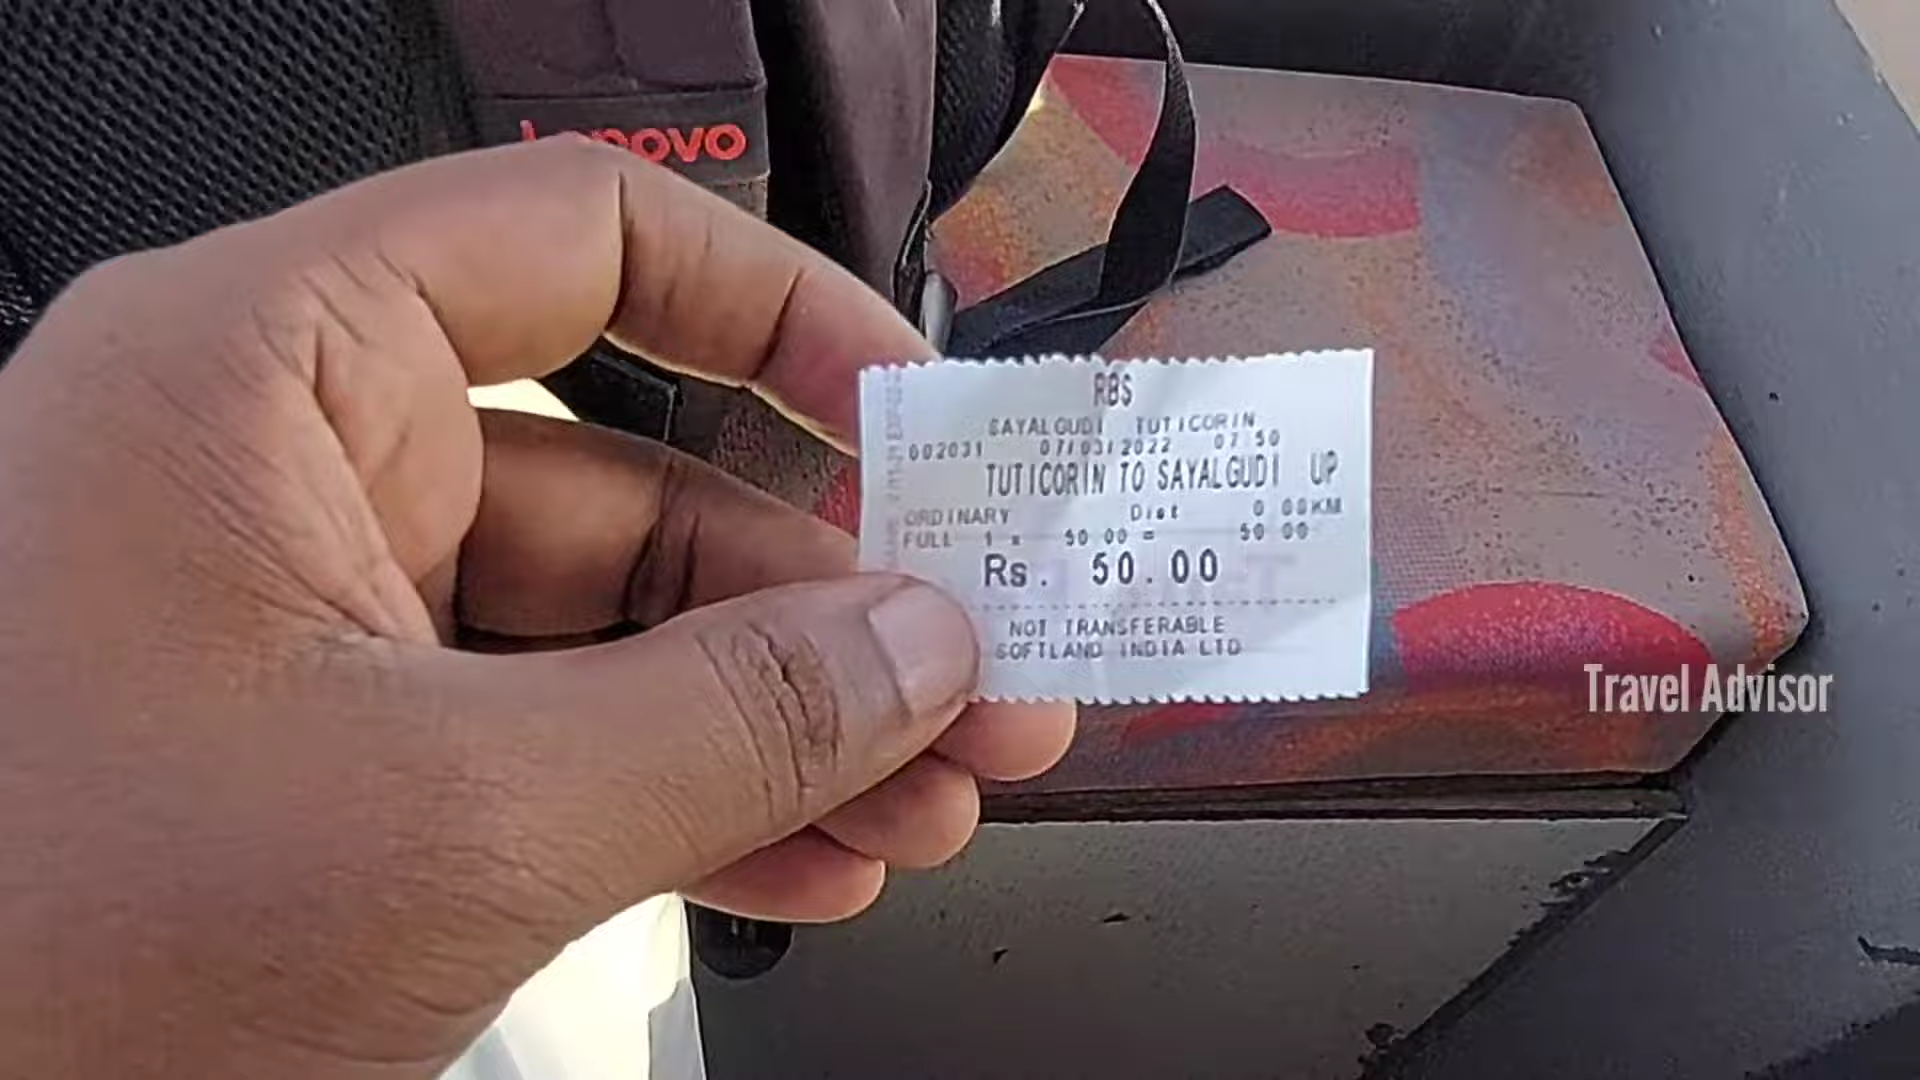 Lenovo
RBS
SAYALGUDI TUTICORIN
002031 07/03/2022 07:50
TUTICORIN TO SAYALGUDI UP
ORDINARY Dist 0.00KM
FULL 1 x 50.00 = 50.00
Rs. 50.00
NOT TRANSFERABLE
SOFTLAND INDIA LTD
Travel Advisor